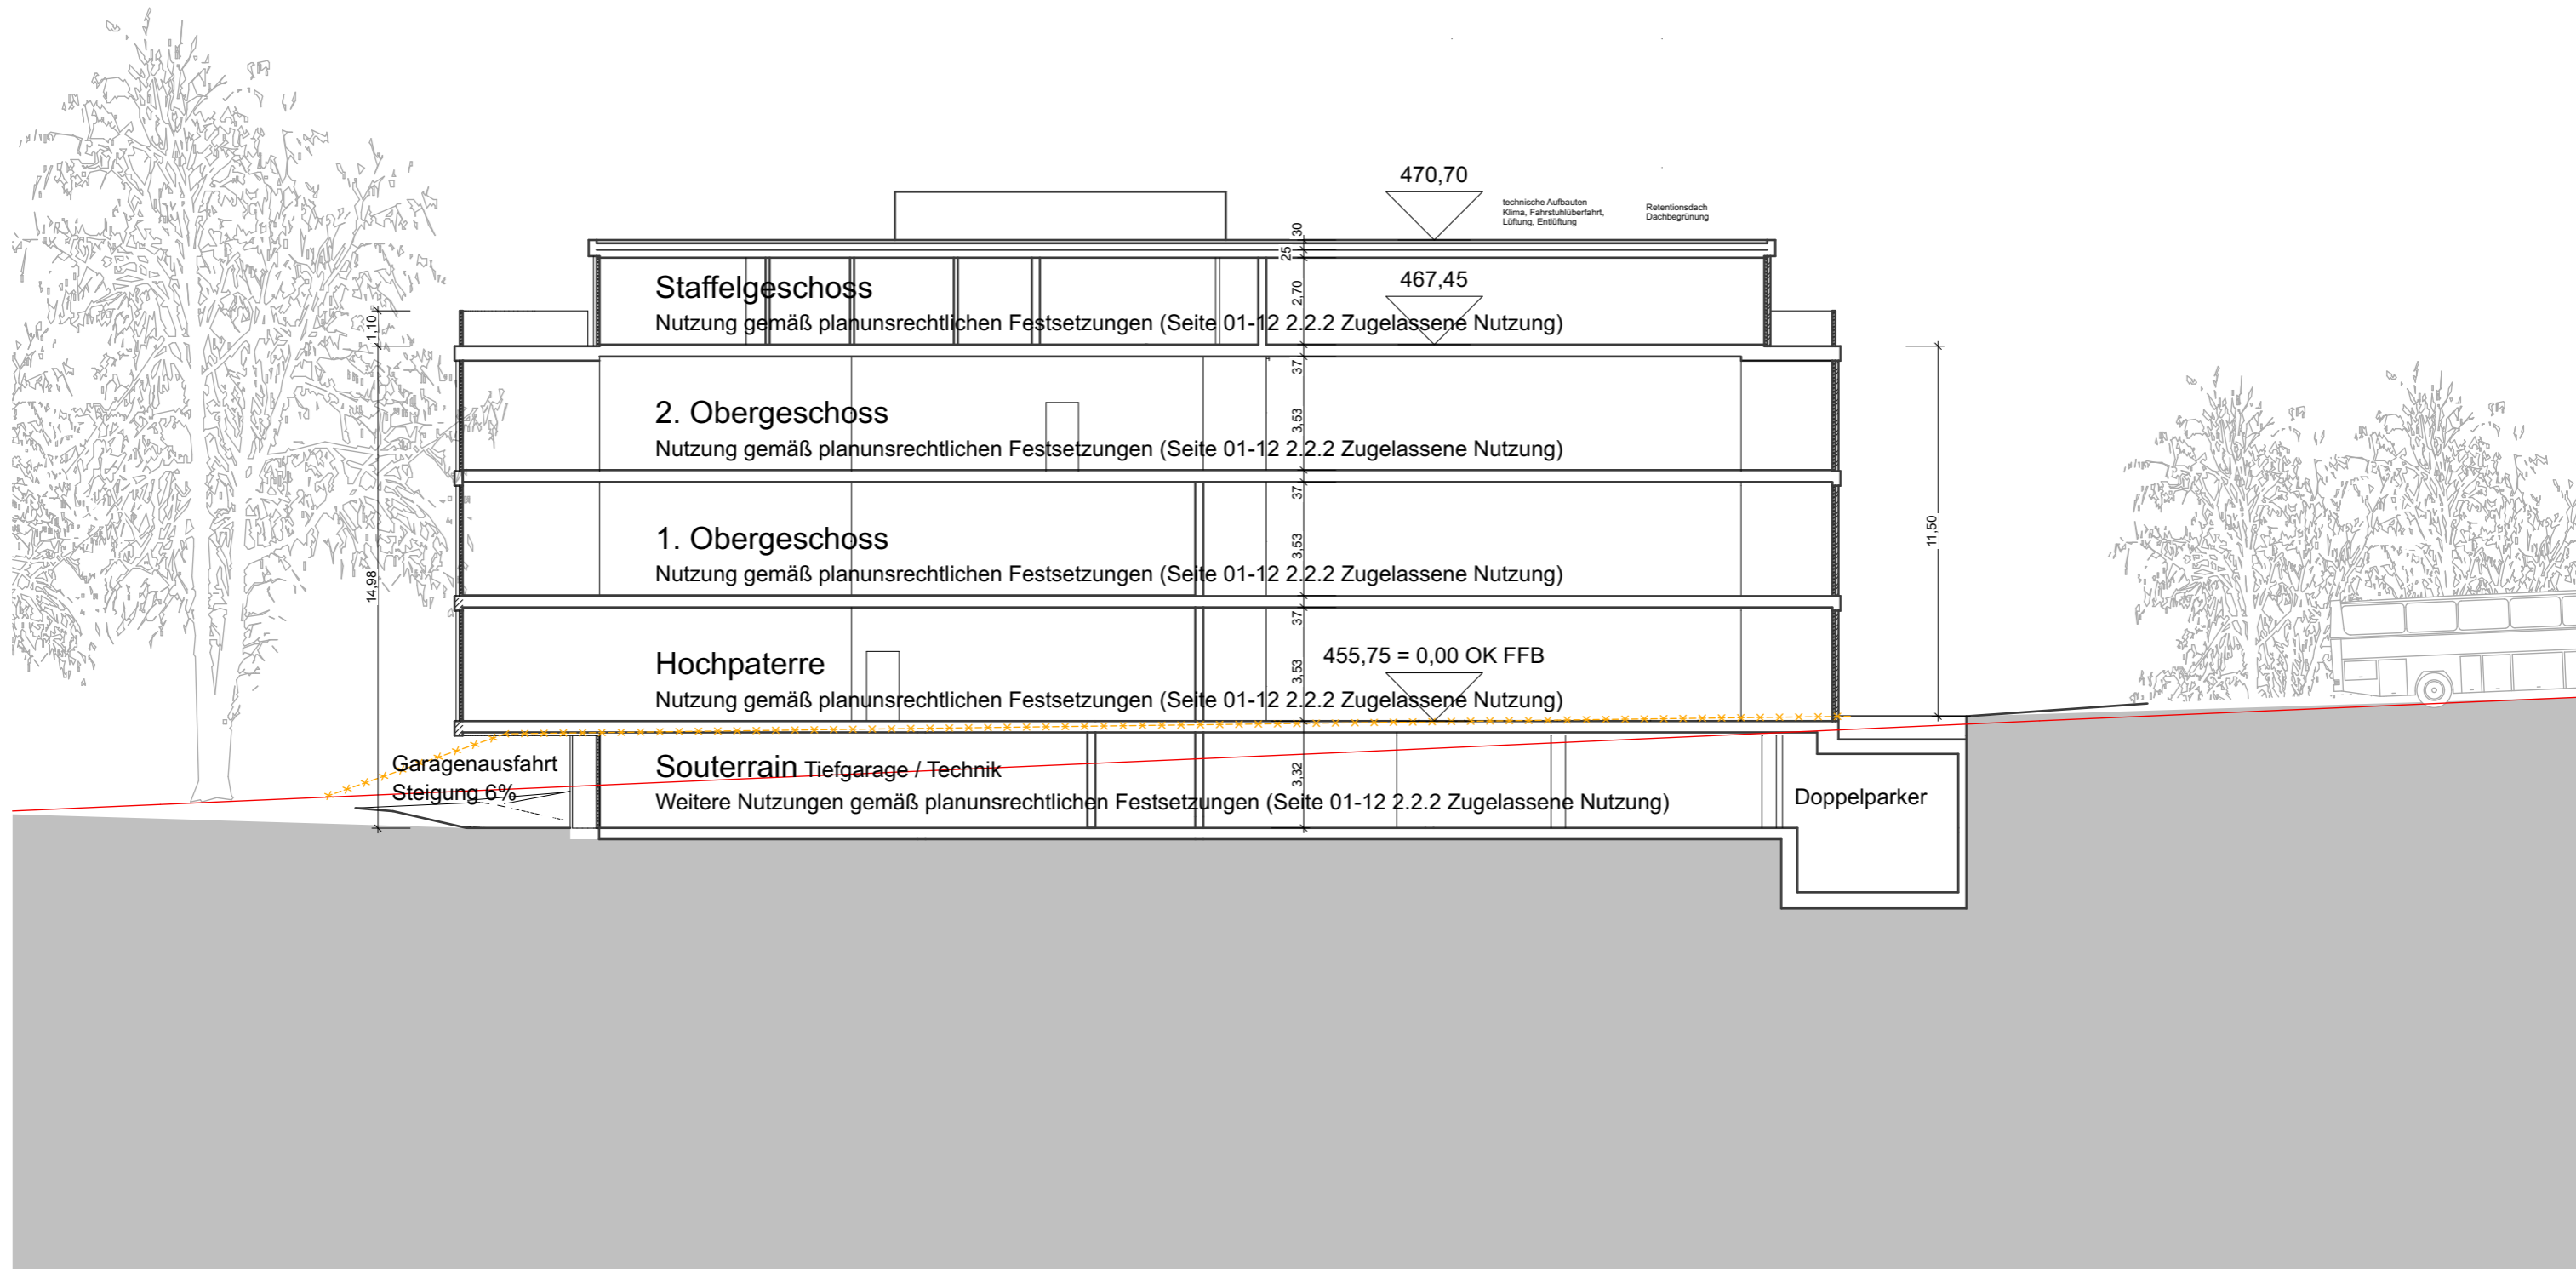 470,70
technische Aufbauten
Klima, Fahrstuhlüberfahrt,
Lüftung, Entlüftung
Retentionsdach
Dachbegrünung
30
25
Staffelgeschoss
2,70
467,45
Nutzung gemäß planunsrechtlichen Festsetzungen (Seite 01-12 2.2.2 Zugelassene Nutzung)
1,10
37
2. Obergeschoss
3,53
Nutzung gemäß planunsrechtlichen Festsetzungen (Seite 01-12 2.2.2 Zugelassene Nutzung)
37
1. Obergeschoss
3,53
Nutzung gemäß planunsrechtlichen Festsetzungen (Seite 01-12 2.2.2 Zugelassene Nutzung)
14,98
11,50
37
Hochpaterre
3,53
455,75 = 0,00 OK FFB
Nutzung gemäß planunsrechtlichen Festsetzungen (Seite 01-12 2.2.2 Zugelassene Nutzung)
Garagenausfahrt
Steigung 6%
Souterrain Tiefgarage / Technik
3,32
Weitere Nutzungen gemäß planunsrechtlichen Festsetzungen (Seite 01-12 2.2.2 Zugelassene Nutzung)
Doppelparker